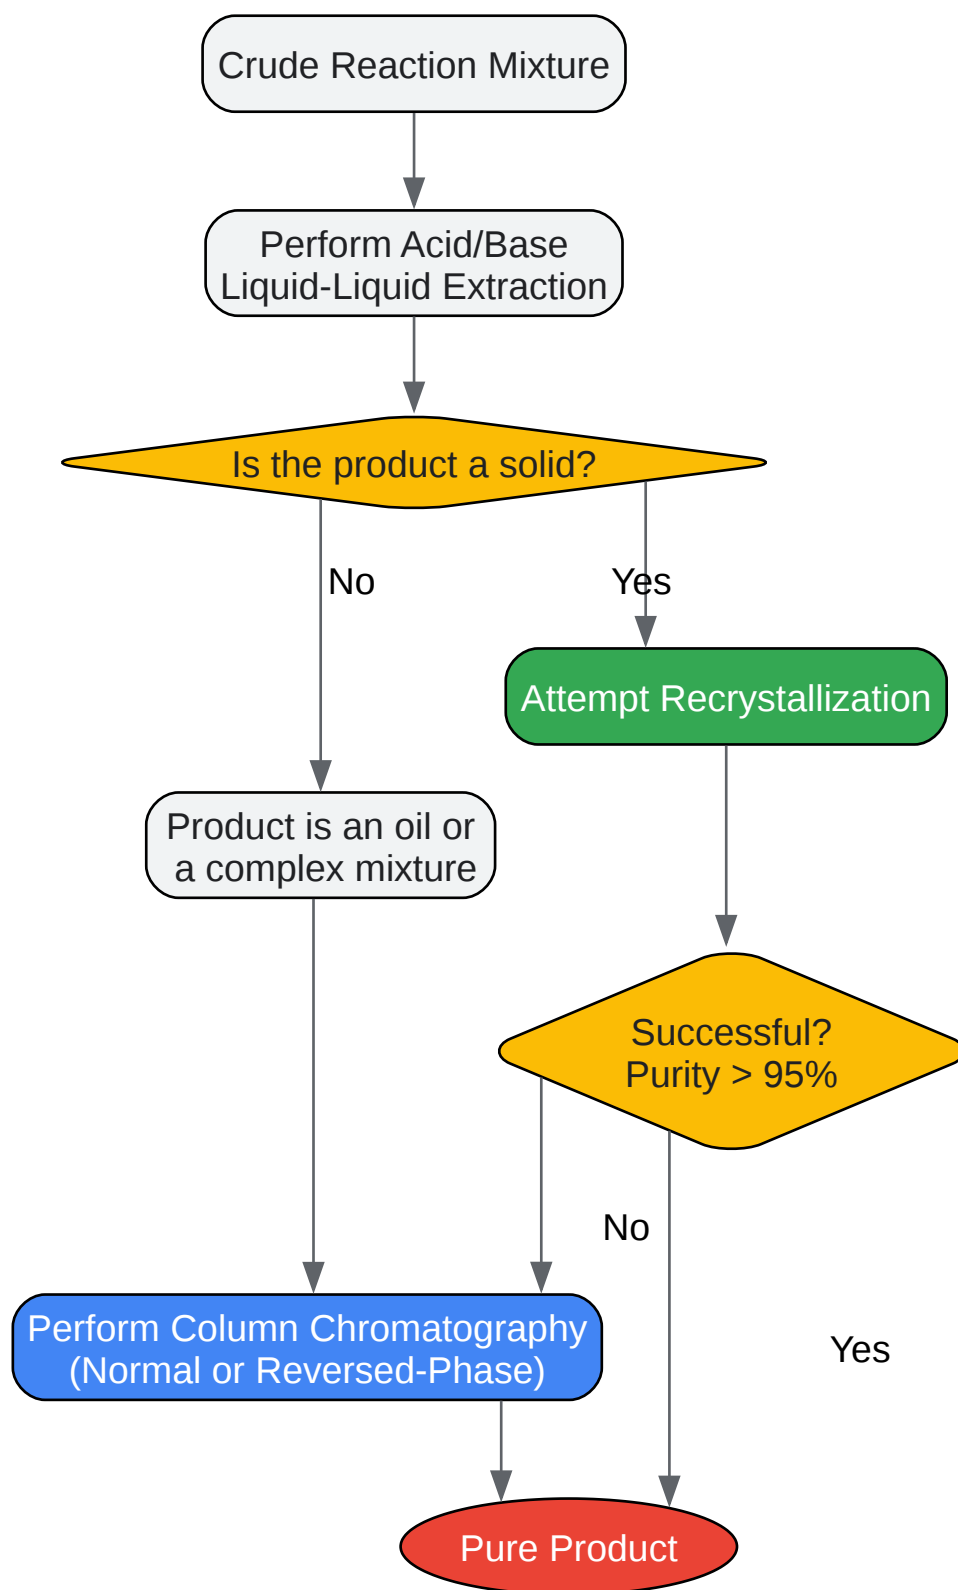 Crude Reaction Mixture
Perform Acid/Base
Liquid-Liquid Extraction
Is the product a solid?
No
Yes
Attempt Recrystallization
Product is an oil or
a complex mixture
Successful?
Purity > 95%
No
Perform Column Chromatography
(Normal or Reversed-Phase)
Yes
Pure Product